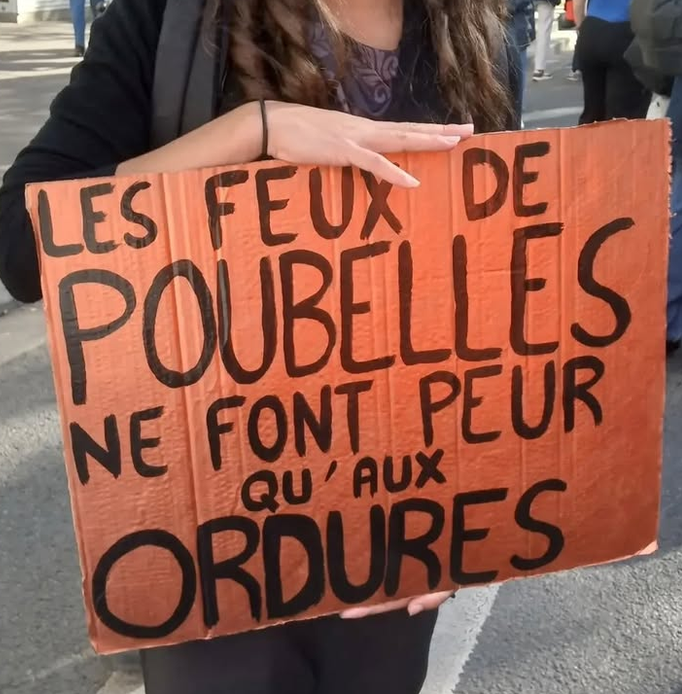 LES FEUX DE
POUBELLES
NE FONT PEUR
QU'AUX
ORDURES